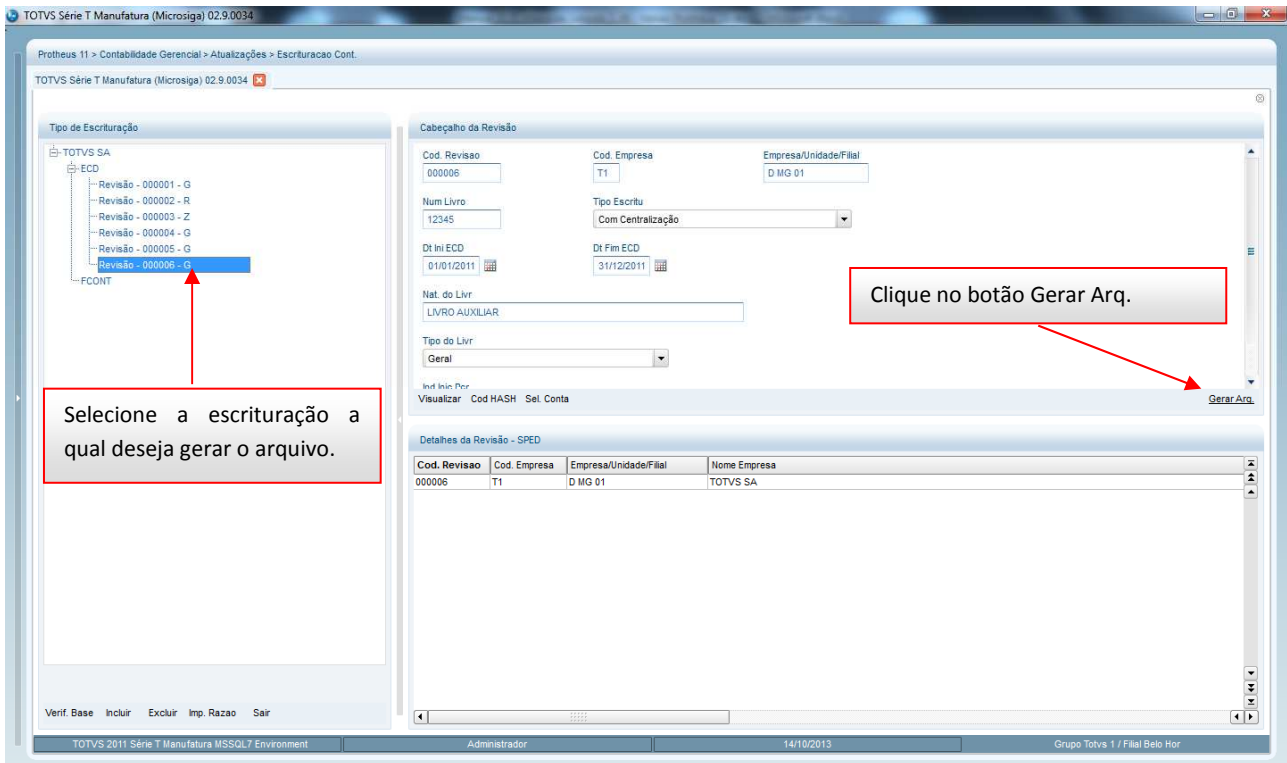 TOTVS Série T Manufatura (Microsiga) 02.9.0034
Protheus 11 > Contabilidade Gerencial > Atualizações > Escrituracao Cont.
TOTVS Série T Manufatura (Microsiga) 02.9.0034
Tipo de Escrituração
TOTVS SA
ECD
Revisão - 000001 - G
Revisão - 000002 - R
Revisão - 000003 - Z
Revisão - 000004 - G
Revisão - 000005 - G
Revisão - 000006 - G
FCONT
Selecione a escrituração a
qual deseja gerar o arquivo.
Verif. Base Incluir Excluir Imp. Razao Sair
Cabeçalho da Revisão
Cod. Revisao Cod. Empresa Empresa/Unidade/Filial
000006 T1 D MG 01
Num Livro Tipo Escritu
12345 Com Centralização
Dt Ini ECD Dt Fim ECD
01/01/2011 31/12/2011
Nat. do Livr
LIVRO AUXILIAR
Tipo do Livr
Geral
Ind Inic Per
Clique no botão Gerar Arq.
Visualizar Cod HASH Sel. Conta Gerar Arq.
Detalhes da Revisão - SPED
Cod. Revisao Cod. Empresa Empresa/Unidade/Filial Nome Empresa
000006 T1 D MG 01 TOTVS SA
TOTVS 2011 Série T Manufatura MSSQL7 Environment Administrador 14/10/2013 Grupo Totvs 1 / Filial Belo Hor